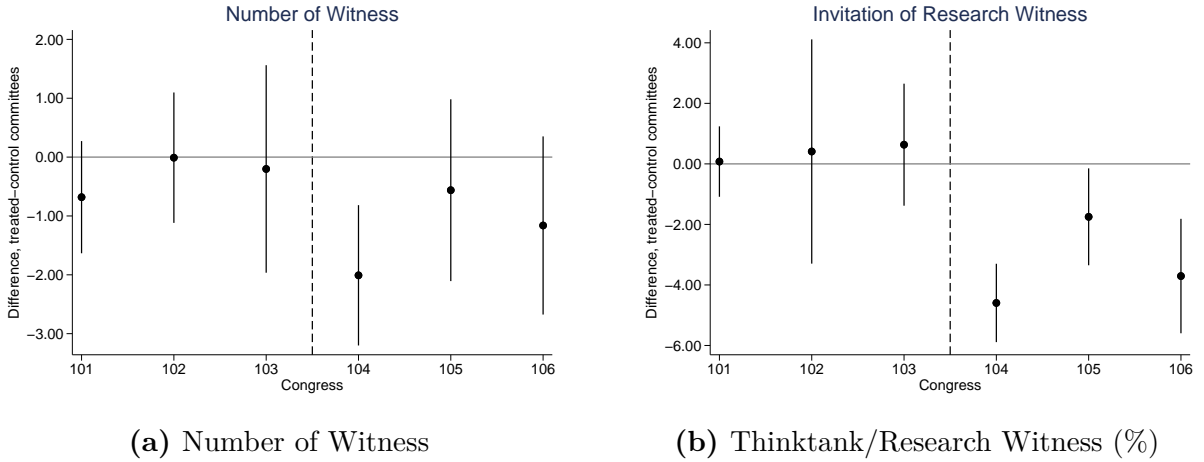 Number of Witness
Difference, treated–control committees
2.00
1.00
0.00
−1.00
−2.00
−3.00
101 102 103 104 105 106
Congress
(a) Number of Witness
Invitation of Research Witness
Difference, treated–control committees
4.00
2.00
0.00
−2.00
−4.00
−6.00
101 102 103 104 105 106
Congress
(b) Thinktank/Research Witness (%)